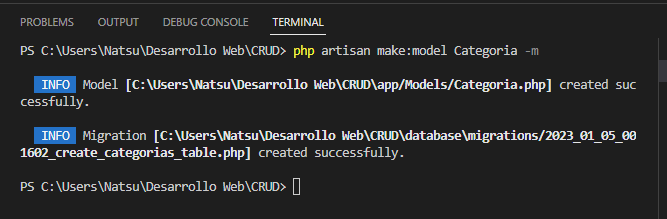 PROBLEMS OUTPUT DEBUG CONSOLE TERMINAL
PS C:\Users\Natsu\Desarrollo Web\CRUD> php artisan make:model Categoria -m
INFO Model [C:\Users\Natsu\Desarrollo Web\CRUD\app/Models/Categoria.php] created suc
cessfully.
INFO Migration [C:\Users\Natsu\Desarrollo Web\CRUD\database\migrations/2023_01_05_00
1602_create_categorias_table.php] created successfully.
PS C:\Users\Natsu\Desarrollo Web\CRUD>